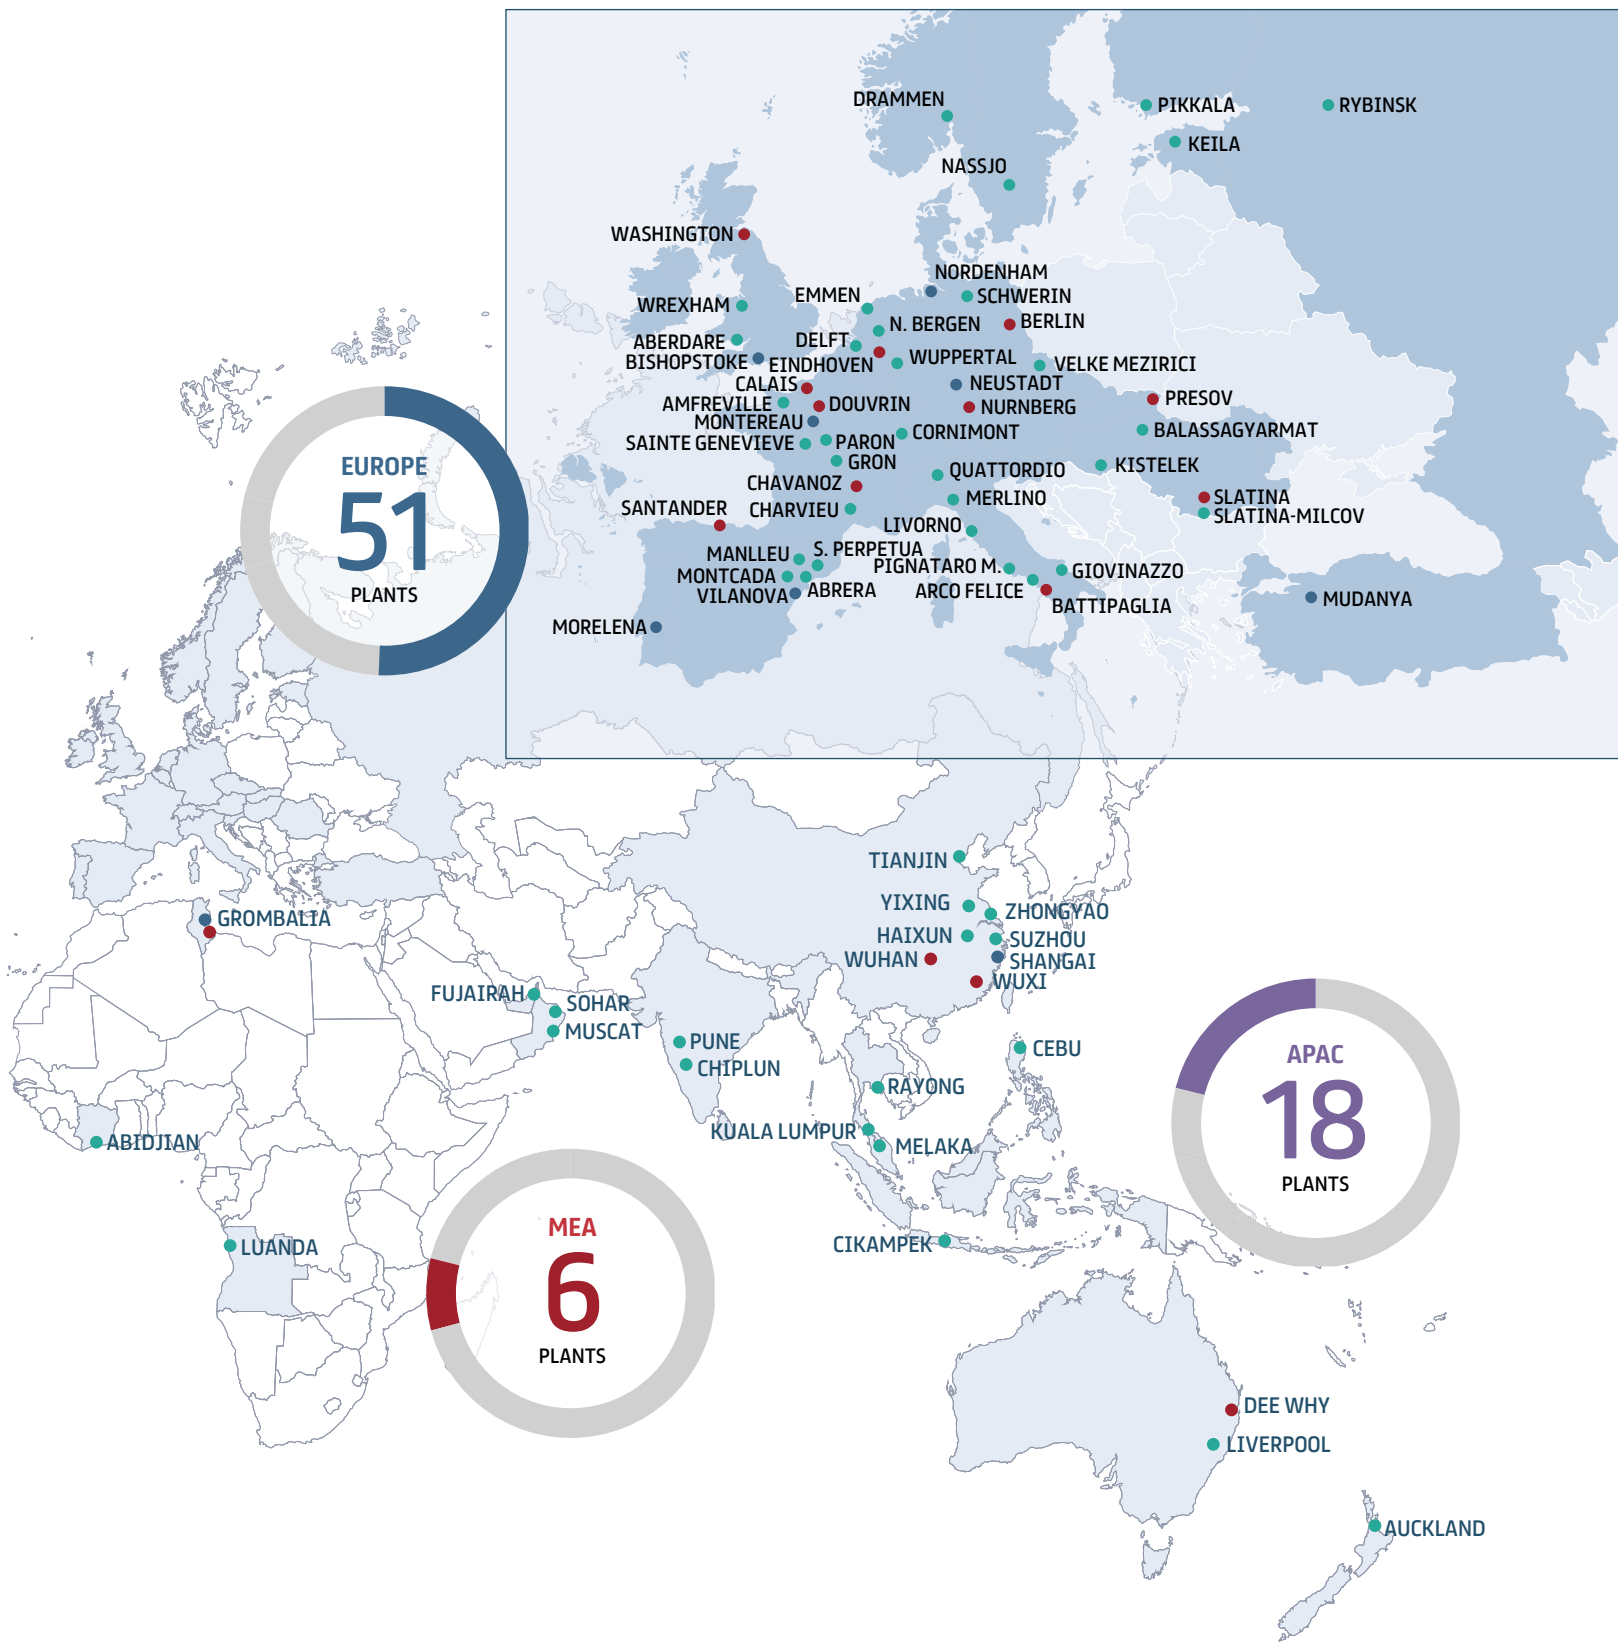 DRAMMEN
PIKKALA
RYBINSK
KEILA
NASSJO
WASHINGTON
NORDENHAM
WREXHAM
EMMEN
SCHWERIN
N. BERGEN
BERLIN
ABERDARE
DELFT
BISHOPSTOKE
EINDHOVEN
WUPPERTAL
VELKE MEZIRICI
CALAIS
NEUSTADT
AMFREVILLE
DOUVRIN
NURNBERG
PRESOV
MONTEREAU
CORNIMONT
BALASSAGYARMAT
SAINTE GENEVIEVE
PARON
GRON
QUATTORDIO
KISTELEK
CHAVANOZ
MERLINO
SLATINA
SANTANDER
CHARVIEU
SLATINA-MILCOV
LIVORNO
MANLLEU
S. PERPETUA
PIGNATARO M.
GIOVINAZZO
MONTCADA
ABRERA
ARCO FELICE
VILANOVA
BATTIPAGLIA
MUDANYA
MORELENA
EUROPE
51
PLANTS
TIANJIN
YIXING
ZHONGYAO
GROMBALIA
HAIXUN
SUZHOU
WUHAN
SHANGAI
WUXI
FUJAIRAH
SOHAR
MUSCAT
PUNE
CHIPLUN
CEBU
RAYONG
KUALA LUMPUR
MELAKA
ABIDJIAN
APAC
18
PLANTS
LUANDA
MEA
6
PLANTS
CIKAMPEK
DEE WHY
LIVERPOOL
AUCKLAND